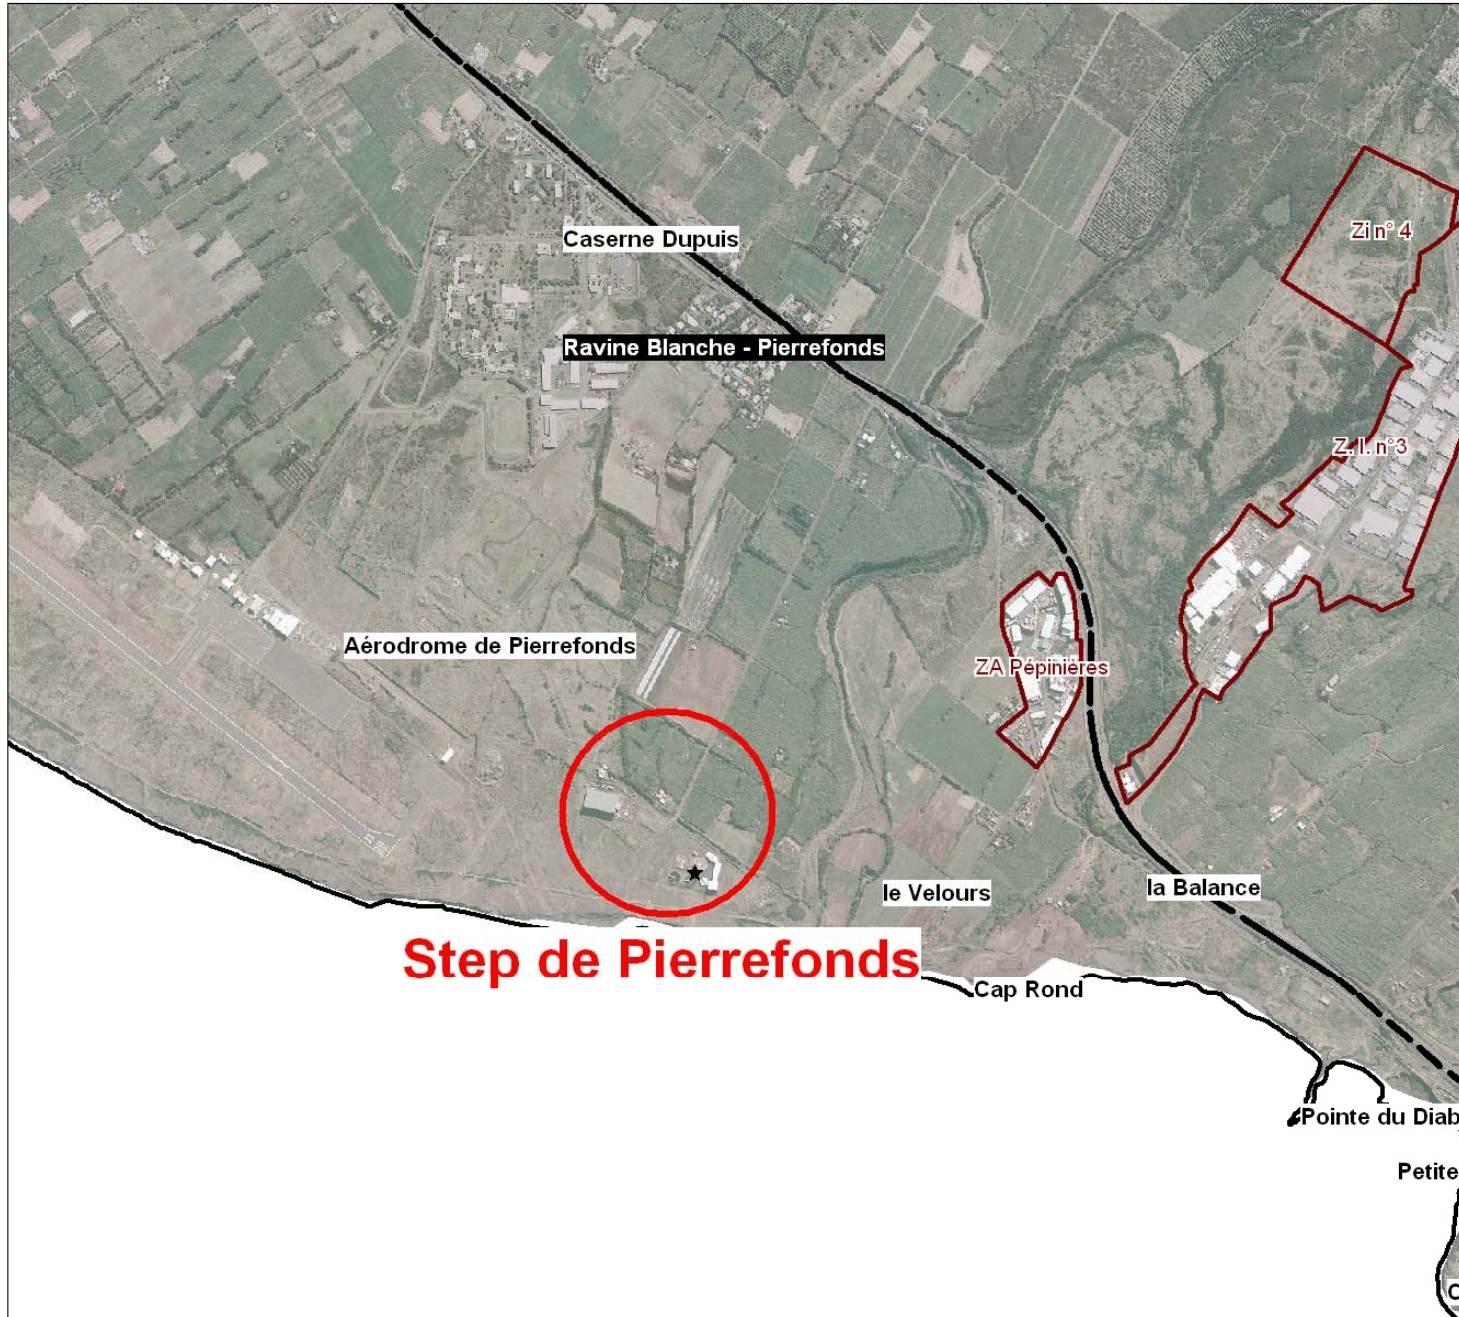 Caserne Dupuis
Zi n° 4
Ravine Blanche - Pierrefonds
Z. I. n°3
Aérodrome de Pierrefonds
ZA Pépinières
la Balance
le Velours
Step de Pierrefonds
Cap Rond
Pointe du Diab
Petite